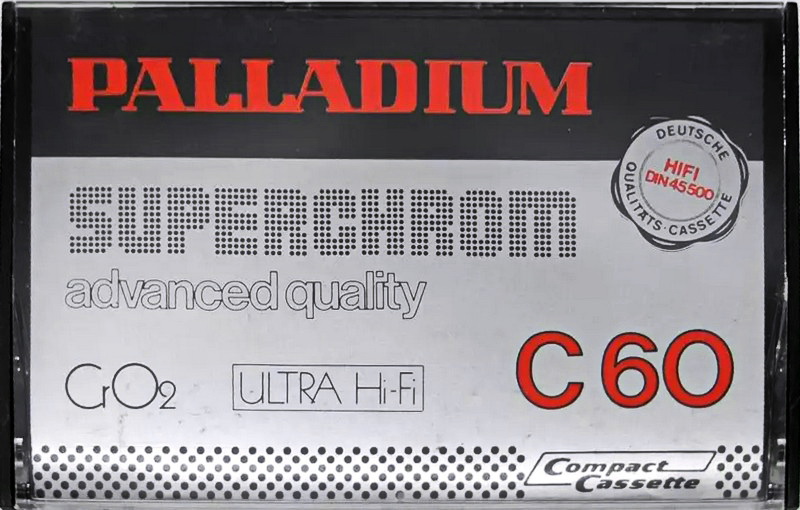 PALLADIUM
DEUTSCHE
HIFI
DIN 45500
QUALITÄTS-CASSETTE
SUPERCHROM
advanced quality
C 60
CrO2
ULTRA Hi-Fi
Compact
Cassette